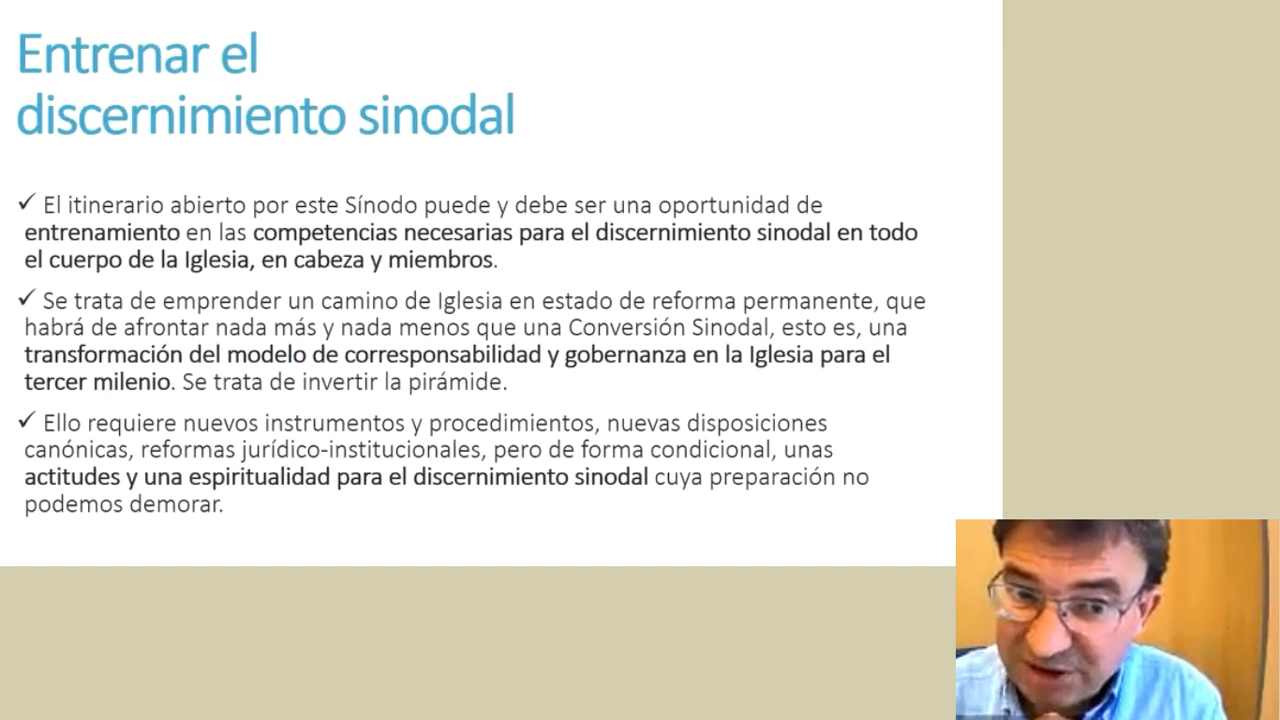 Entrenar el
discernimiento sinodal
✓ El itinerario abierto por este Sínodo puede y debe ser una oportunidad de
entrenamiento en las competencias necesarias para el discernimiento sinodal en todo
el cuerpo de la Iglesia, en cabeza y miembros.
✓ Se trata de emprender un camino de Iglesia en estado de reforma permanente, que
habrá de afrontar nada más y nada menos que una Conversión Sinodal, esto es, una
transformación del modelo de corresponsabilidad y gobernanza en la Iglesia para el
tercer milenio. Se trata de invertir la pirámide.
✓ Ello requiere nuevos instrumentos y procedimientos, nuevas disposiciones
canónicas, reformas jurídico-institucionales, pero de forma condicional, unas
actitudes y una espiritualidad para el discernimiento sinodal cuya preparación no
podemos demorar.